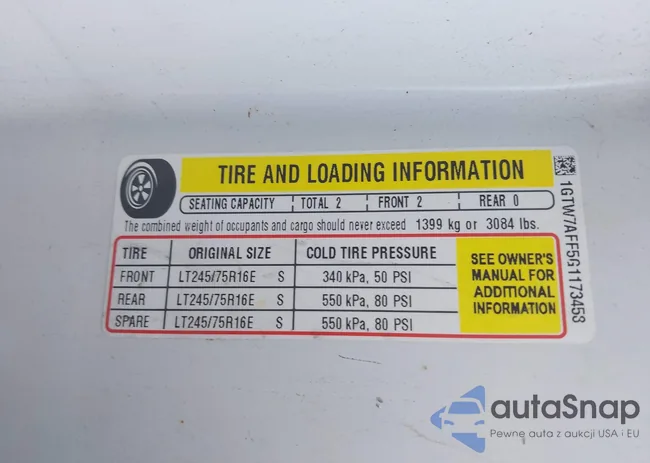 TIRE AND LOADING INFORMATION
SEATING CAPACITY TOTAL 2 FRONT 2 REAR 0
The combined weight of occupants and cargo should never exceed 1399 kg or 3084 lbs.
TIRE ORIGINAL SIZE COLD TIRE PRESSURE
FRONT LT245/75R16E S 340 kPa, 50 PSI
REAR LT245/75R16E S 550 kPa, 80 PSI
SPARE LT245/75R16E S 550 kPa, 80 PSI
SEE OWNER'S
MANUAL FOR
ADDITIONAL
INFORMATION
1GTW7AFF5G1173453
autaSnap
Pewne auta z aukcji USA i EU